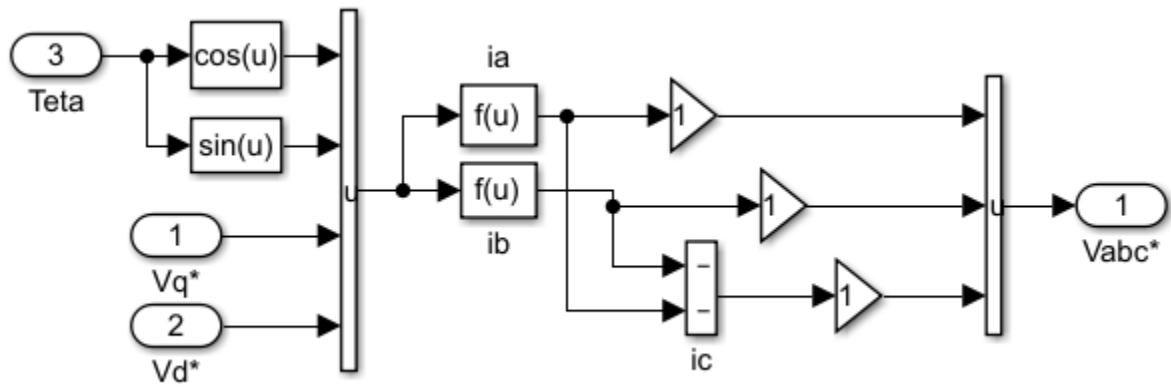 3
Teta
cos(u)
sin(u)
1
Vq*
2
Vd*
u
ia
f(u)
f(u)
ib
1
1
−
−
ic
1
u
1
Vabc*